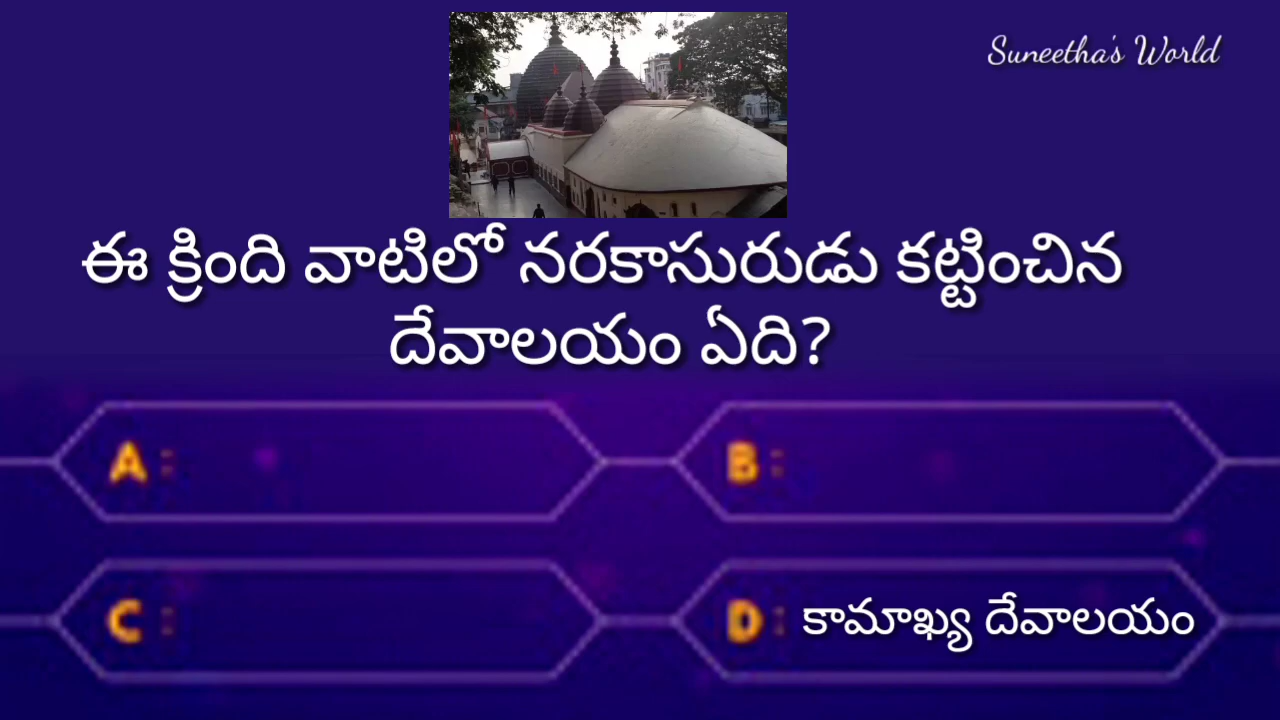 Suneetha's World
ఈ క్రింది వాటిలో నరకాసురుడు కట్టించిన
దేవాలయం ఏది?
A :
B :
C :
D : కామాఖ్య దేవాలయం